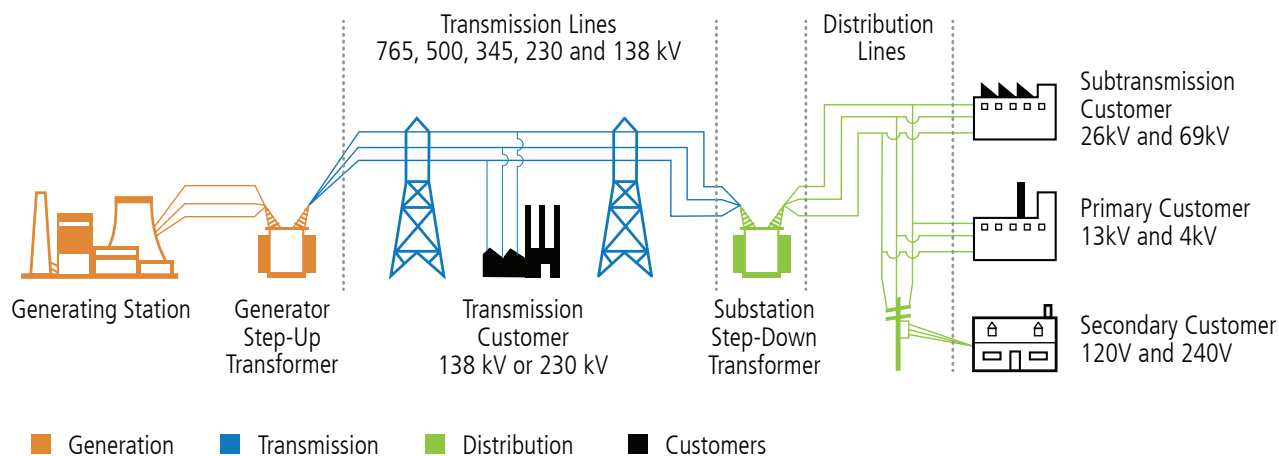 Transmission Lines
765, 500, 345, 230 and 138 kV
Distribution
Lines
Subtransmission
Customer
26kV and 69kV
Primary Customer
13kV and 4kV
Secondary Customer
120V and 240V
Generating Station
Generator
Step-Up
Transformer
Transmission
Customer
138 kV or 230 kV
Substation
Step-Down
Transformer
Generation
Transmission
Distribution
Customers